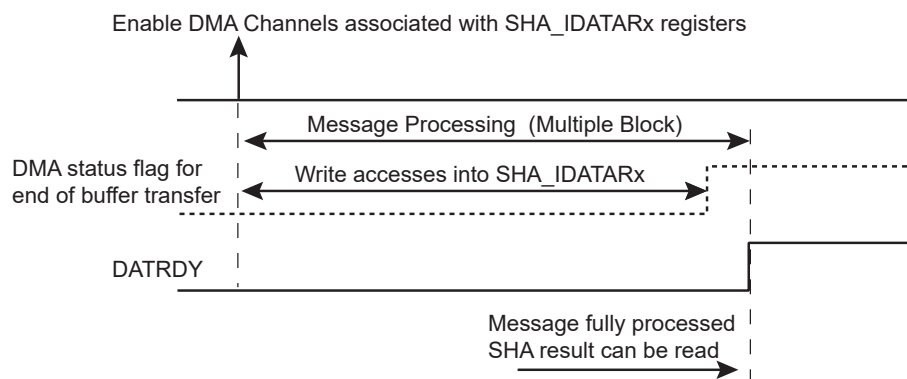 Enable DMA Channels associated with SHA_IDATARx registers
Message Processing (Multiple Block)
DMA status flag for
end of buffer transfer
Write accesses into SHA_IDATARx
DATRDY
Message fully processed
SHA result can be read